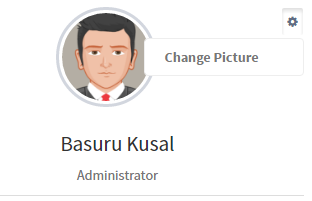 Change Picture
Basuru Kusal
Administrator